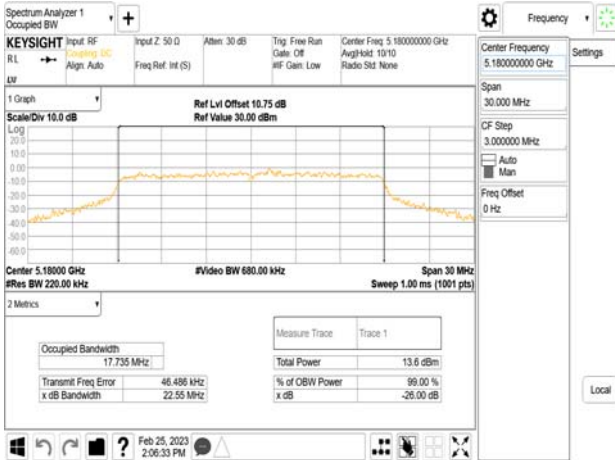 Spectrum Analyzer 1
Occupied BW
Frequency
KEYSIGHT
Input: RF
Coupling: DC
Align: Auto
R L
Input Z: 50 Ω
Freq Ref: Int (S)
Atten: 30 dB
Trig: Free Run
Gate: Off
#IF Gain: Low
Center Freq: 5.180000000 GHz
Avg|Hold: 10/10
Radio Std: None
Center Frequency
5.180000000 GHz
Settings
Span
30.000 MHz
CF Step
3.000000 MHz
Auto
Man
Freq Offset
0 Hz
Local
1 Graph
Scale/Div 10.0 dB
Ref Lvl Offset 10.75 dB
Ref Value 30.00 dBm
Log
20.0
10.0
0.00
-10.0
-20.0
-30.0
-40.0
-50.0
-60.0
Center 5.18000 GHz
#Video BW 680.00 kHz
Span 30 MHz
#Res BW 220.00 kHz
Sweep 1.00 ms (1001 pts)
2 Metrics
Measure Trace
Trace 1
Occupied Bandwidth
17.735 MHz
Total Power
13.6 dBm
Transmit Freq Error
46.486 kHz
% of OBW Power
99.00 %
x dB Bandwidth
22.55 MHz
x dB
-26.00 dB
Feb 25, 2023
2:06:33 PM